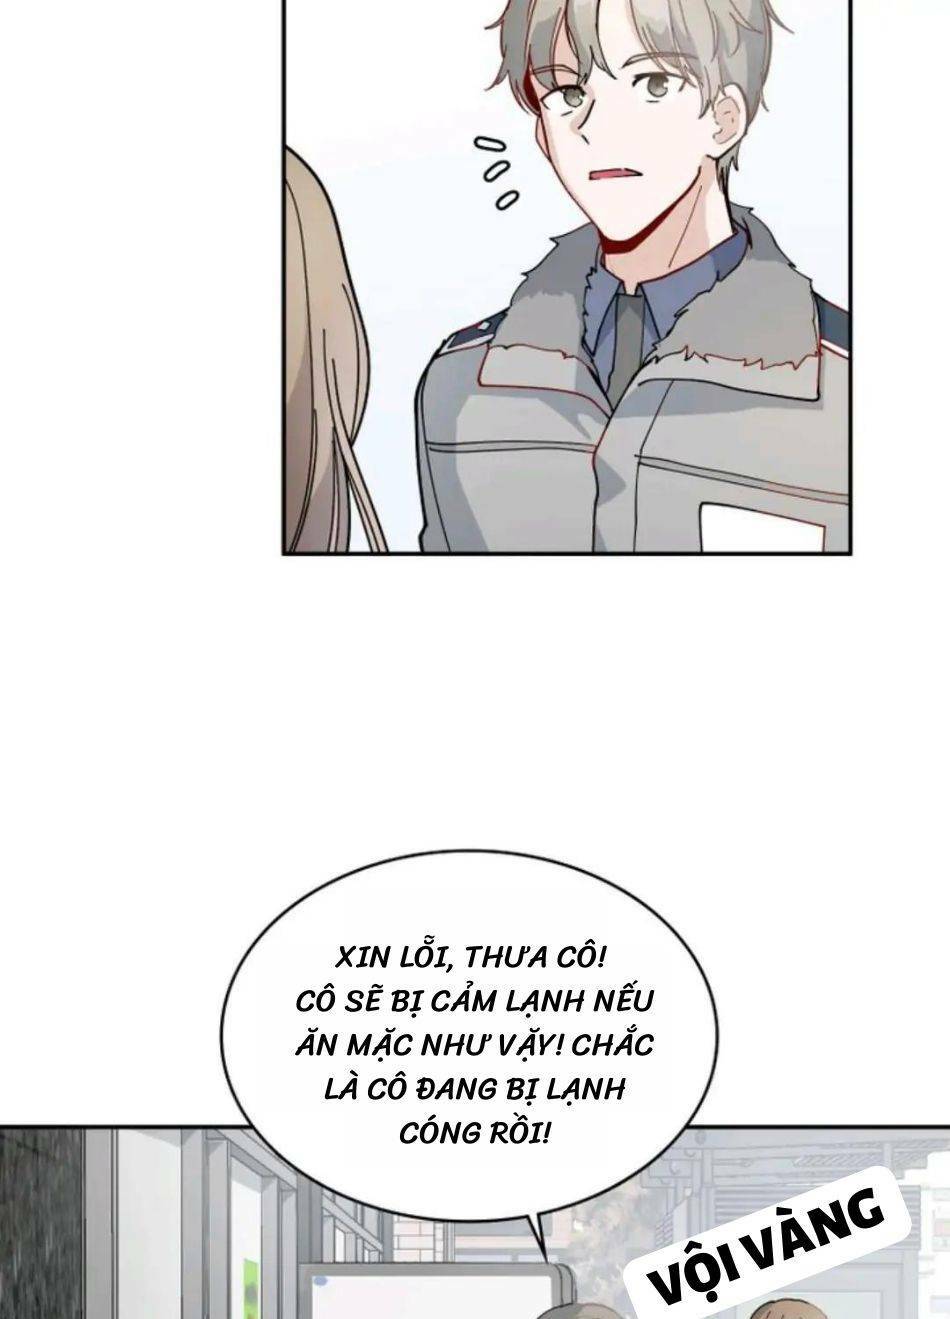 XIN LỖI, THƯA CÔ!
CÔ SẼ BỊ CẢM LẠNH NẾU
ĂN MẶC NHƯ VẬY! CHẮC
LÀ CÔ ĐANG BỊ LẠNH
CÓNG RỒI!
VỘI VÀNG